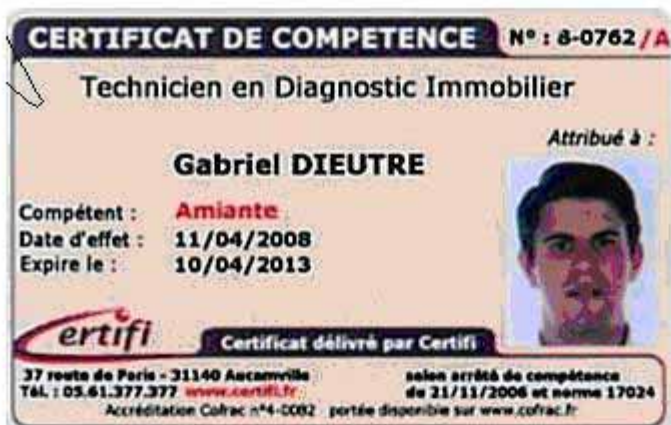 CERTIFICAT DE COMPETENCE N° : 8-0762 / A
Technicien en Diagnostic Immobilier
Attribué à :
Gabriel DIEUTRE
Compétent : Amiante
Date d'effet : 11/04/2008
Expire le : 10/04/2013
Certifi
Certificat délivré par Certifi
37 route de Paris - 31140 Aucamville
Tél. : 05.61.377.377 www.certifi.fr
selon arrêté de compétence
du 21/11/2006 et norme 17024
Accréditation Cofrac n°4-0082 portée disponible sur www.cofrac.fr